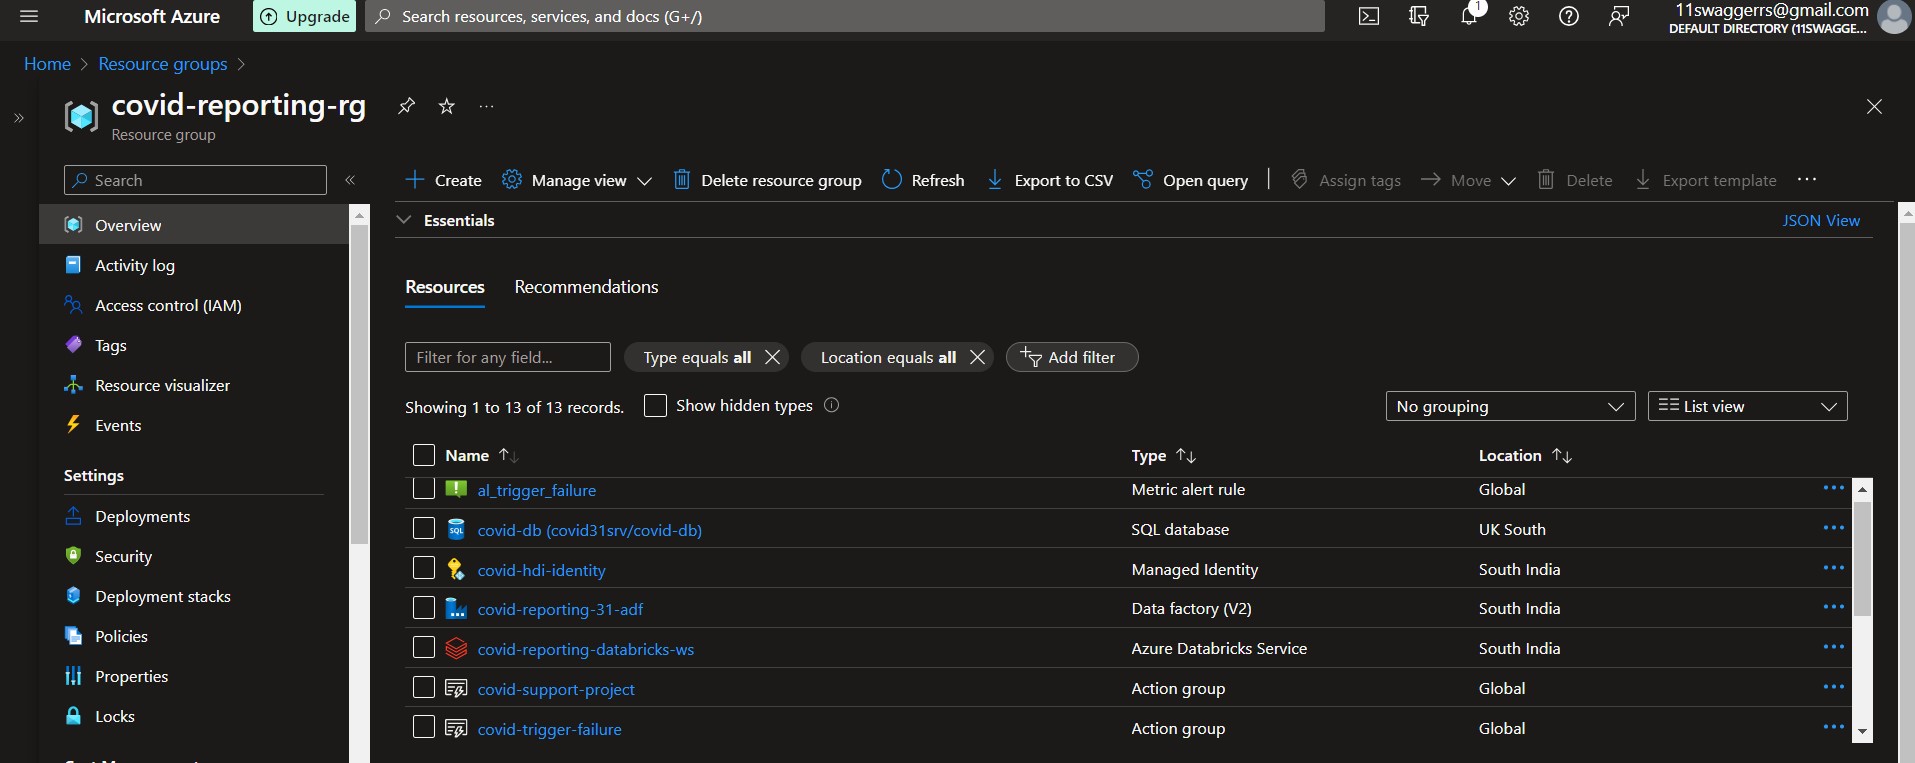 Microsoft Azure
Upgrade
Search resources, services, and docs (G+/)
1
11swaggerrs@gmail.com
DEFAULT DIRECTORY (11SWAGGE...
Home > Resource groups >
covid-reporting-rg
Resource group
Search
Overview
Activity log
Access control (IAM)
Tags
Resource visualizer
Events
Settings
Deployments
Security
Deployment stacks
Policies
Properties
Locks
Create Manage view Delete resource group Refresh Export to CSV Open query Assign tags Move Delete Export template
Essentials JSON View
Resources Recommendations
Filter for any field... Type equals all Location equals all Add filter
Showing 1 to 13 of 13 records. Show hidden types No grouping List view
Name Type Location
al_trigger_failure Metric alert rule Global
covid-db (covid31srv/covid-db) SQL database UK South
covid-hdi-identity Managed Identity South India
covid-reporting-31-adf Data factory (V2) South India
covid-reporting-databricks-ws Azure Databricks Service South India
covid-support-project Action group Global
covid-trigger-failure Action group Global